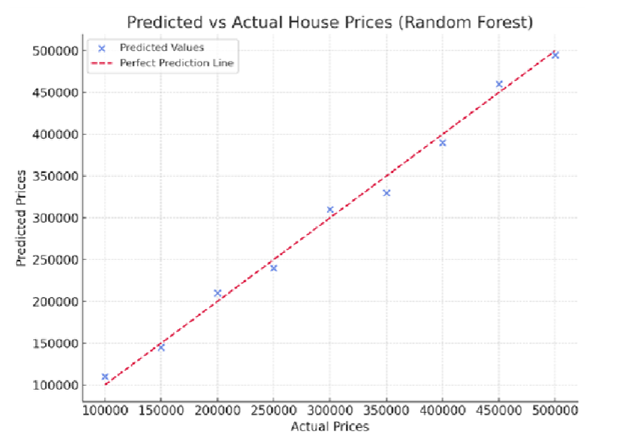 Predicted vs Actual House Prices (Random Forest)
Predicted Values
Perfect Prediction Line
500000
450000
400000
350000
300000
250000
200000
150000
100000
Predicted Prices
100000 150000 200000 250000 300000 350000 400000 450000 500000
Actual Prices